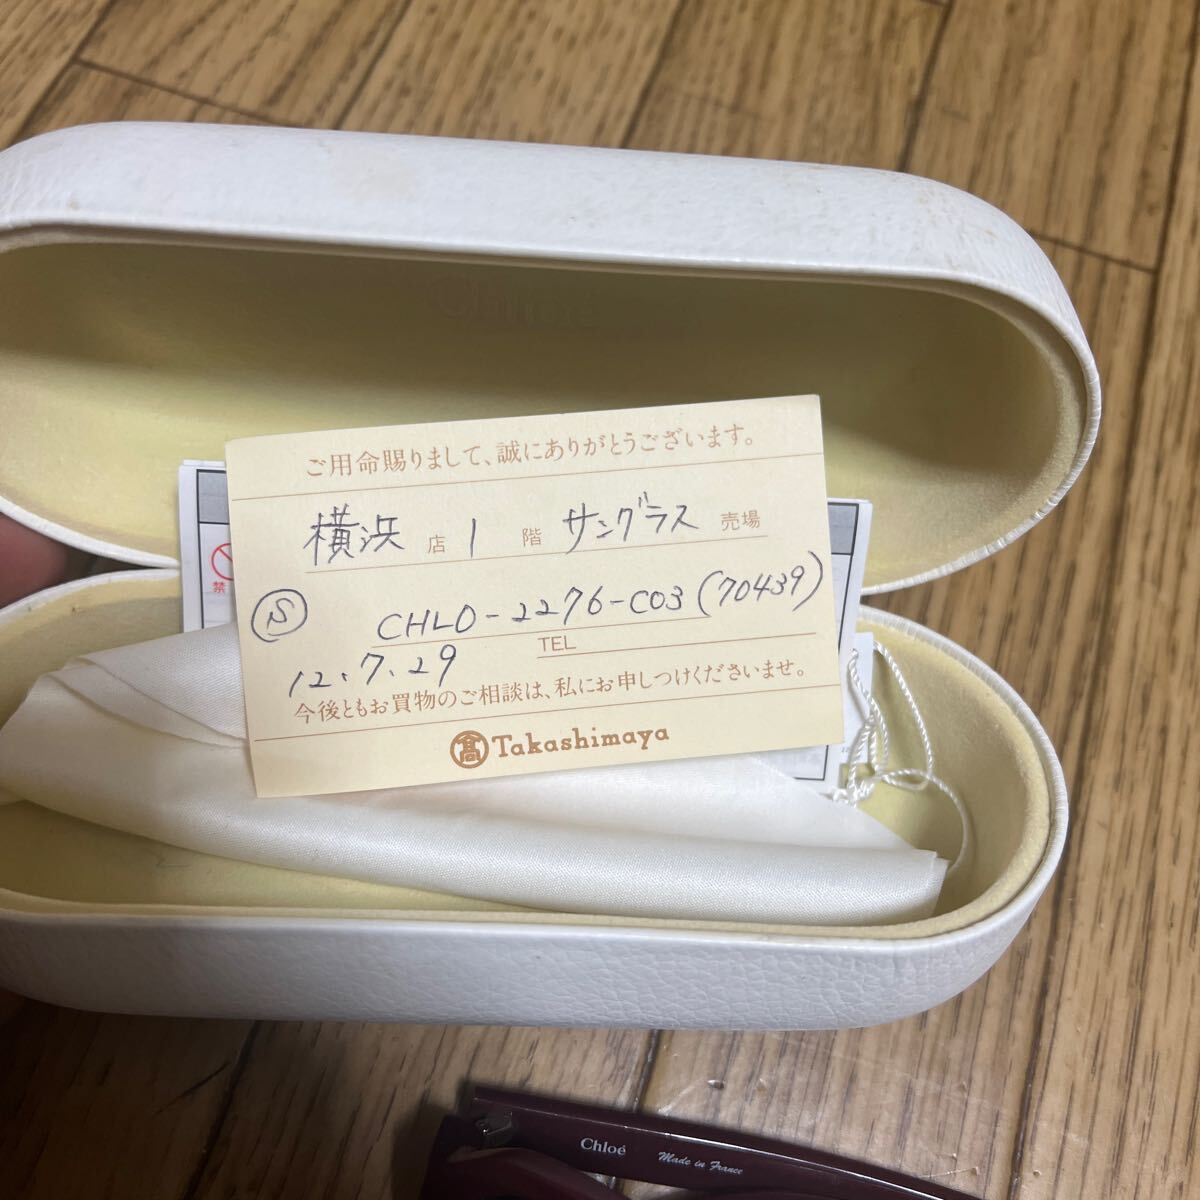 Chloé
ご用命賜りまして、誠にありがとうございます。
横浜 店 1 階 サングラス 売場
Ⓢ CHLO-2276-C03 (70439)
12.7.29 TEL
今後ともお買物のご相談は、私にお申しつけくださいませ。
髙 Takashimaya
禁
Chloé Made in France